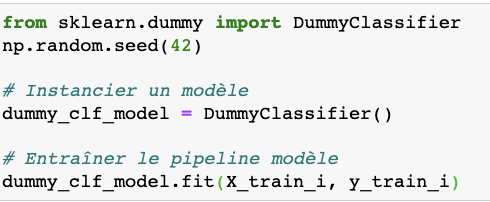 from sklearn.dummy import DummyClassifier
np.random.seed(42)
# Instancier un modèle
dummy_clf_model = DummyClassifier()
# Entraîner le pipeline modèle
dummy_clf_model.fit(X_train_i, y_train_i)